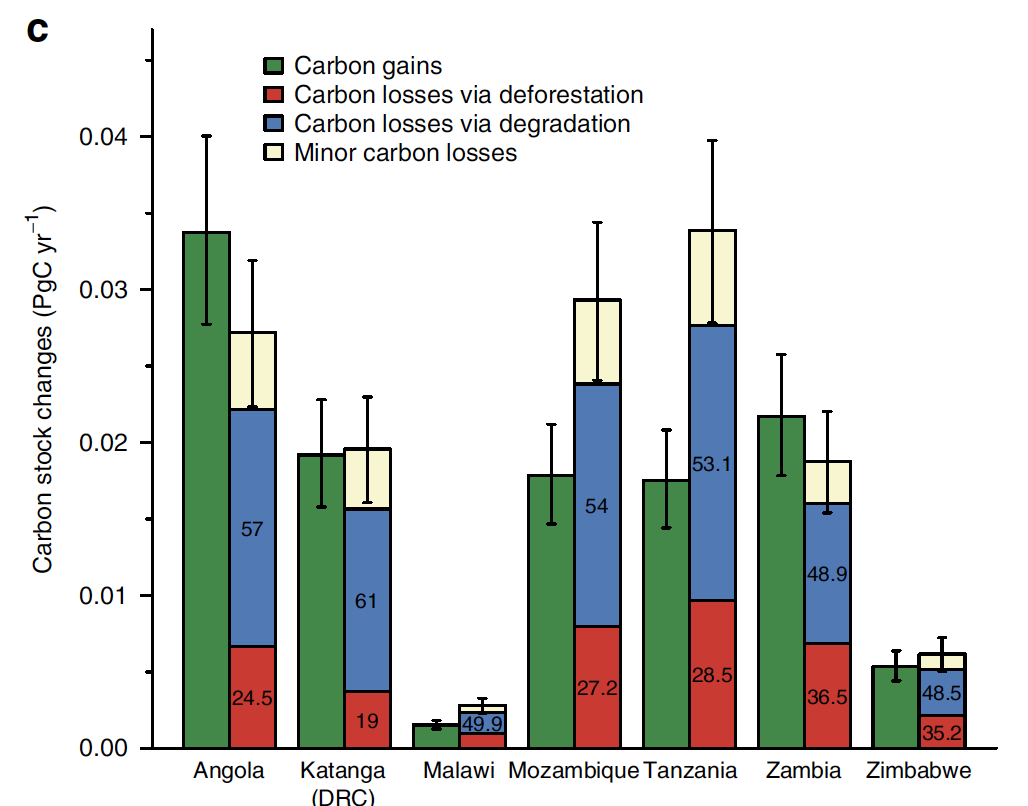 c
Carbon gains
Carbon losses via deforestation
Carbon losses via degradation
Minor carbon losses
Carbon stock changes (PgC yr⁻¹)
0.04
0.03
0.02
0.01
0.00
57
24.5
61
19
49.9
54
27.2
53.1
28.5
48.9
36.5
48.5
35.2
Angola Katanga Malawi Mozambique Tanzania Zambia Zimbabwe
(DRC)